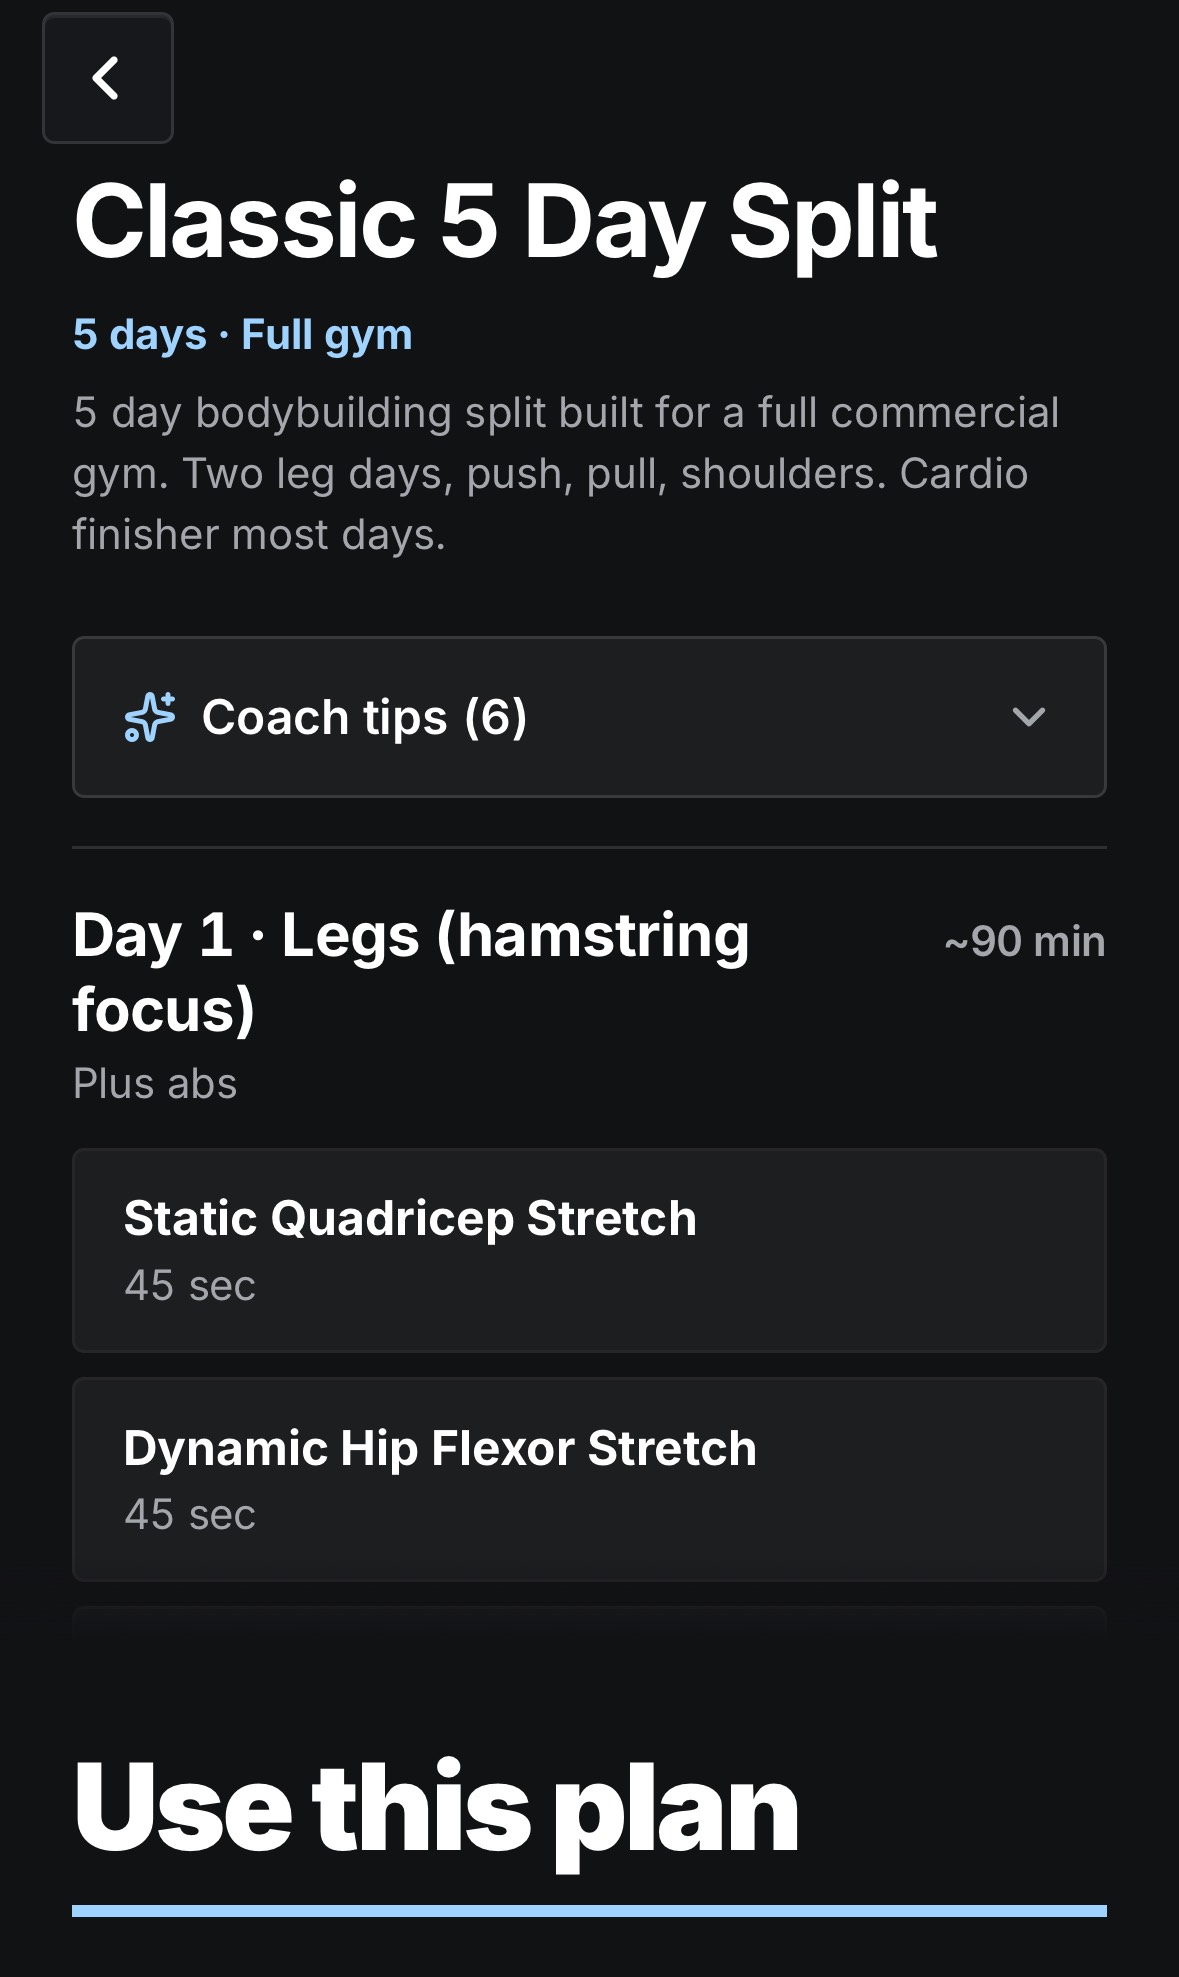 Classic 5 Day Split
5 days · Full gym
5 day bodybuilding split built for a full commercial
gym. Two leg days, push, pull, shoulders. Cardio
finisher most days.
Coach tips (6)
Day 1 · Legs (hamstring
focus)
~90 min
Plus abs
Static Quadricep Stretch
45 sec
Dynamic Hip Flexor Stretch
45 sec
Use this plan